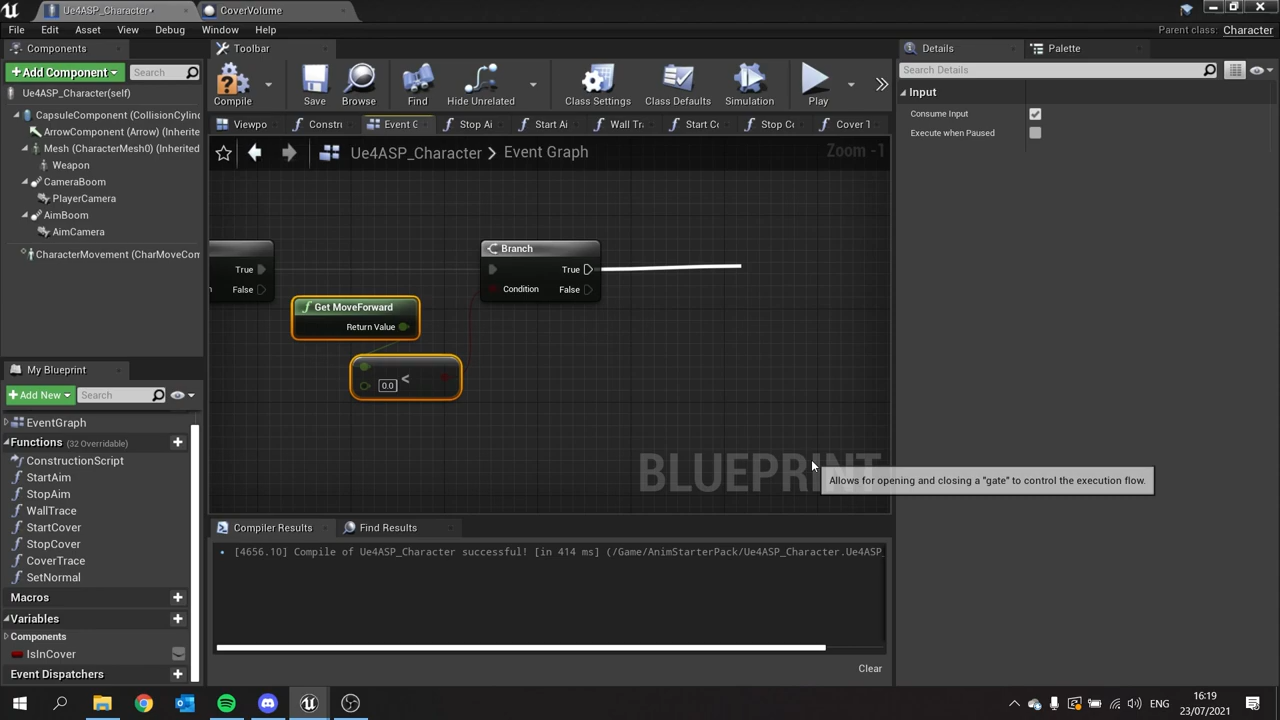 Ue4ASP_Character•
CoverVolume
File Edit Asset View Debug Window Help
Parent class: Character
Components
Toolbar
Details
Palette
+Add Component
Search
Compile
Save
Browse
Find
Hide Unrelated
Class Settings
Class Defaults
Simulation
Play
Search Details
Ue4ASP_Character(self)
CapsuleComponent (CollisionCylin
ArrowComponent (Arrow) (Inherite
Mesh (CharacterMesh0) (Inherited
Weapon
CameraBoom
PlayerCamera
AimBoom
AimCamera
CharacterMovement (CharMoveCom
Input
Consume Input
Execute when Paused
Viewpo
Constru
Event G
Stop Ai
Start Ai
Wall Tra
Start Co
Stop Co
Cover T
Ue4ASP_Character > Event Graph
Zoom -1
True
False
Branch
True
Condition
False
Get MoveForward
Return Value
0.0
<
BLUEPRINT
Allows for opening and closing a "gate" to control the execution flow.
My Blueprint
+Add New
Search
EventGraph
Functions (32 Overridable)
ConstructionScript
StartAim
StopAim
WallTrace
StartCover
StopCover
CoverTrace
SetNormal
Macros
Variables
Components
IsInCover
Event Dispatchers
Compiler Results
Find Results
[4656.10] Compile of Ue4ASP_Character successful! [in 414 ms] (/Game/AnimStarterPack/Ue4ASP_Character.Ue4ASP_
Clear
ENG
16:19
23/07/2021